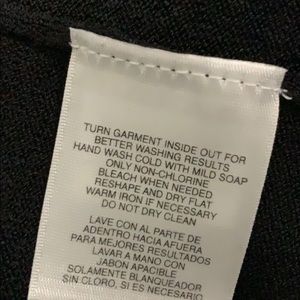 TURN GARMENT INSIDE OUT FOR
BETTER WASHING RESULTS
HAND WASH COLD WITH MILD SOAP
ONLY NON-CHLORINE
BLEACH WHEN NEEDED
RESHAPE AND DRY FLAT
WARM IRON IF NECESSARY
DO NOT DRY CLEAN
LAVE CON AL PARTE DE
ADENTRO HACIA AFUERA
PARA MEJORES RESULTADOS
LAVAR A MANO CON
JABON APACIBLE
SOLAMENTE BLANQUEADOR
SIN CLORO, SI ES NECESARIO